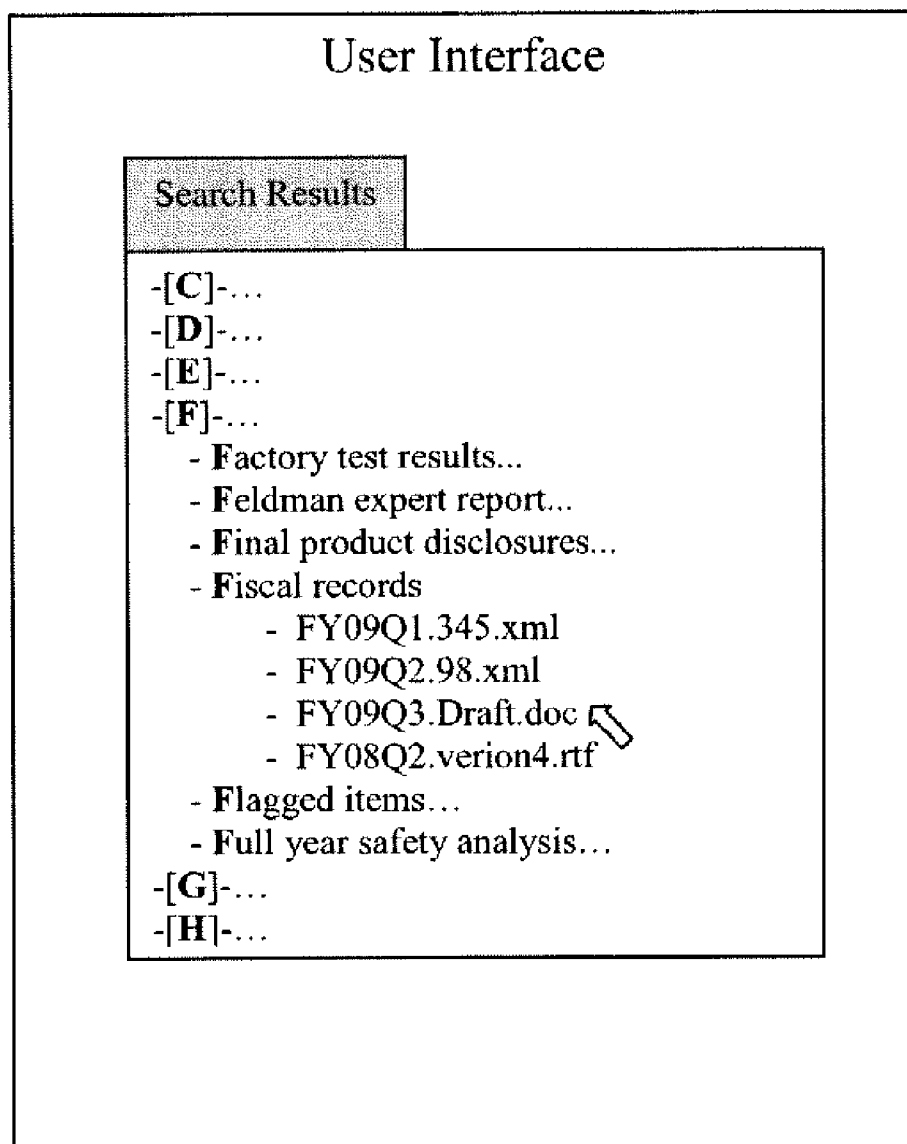 User Interface
Search Results
-[C]-...
-[D]-...
-[E]-...
-[F]-...
- Factory test results...
- Feldman expert report...
- Final product disclosures...
- Fiscal records
- FY09Q1.345.xml
- FY09Q2.98.xml
- FY09Q3.Draft.doc
- FY08Q2.verion4.rtf
- Flagged items...
- Full year safety analysis...
-[G]-...
-[H]-...